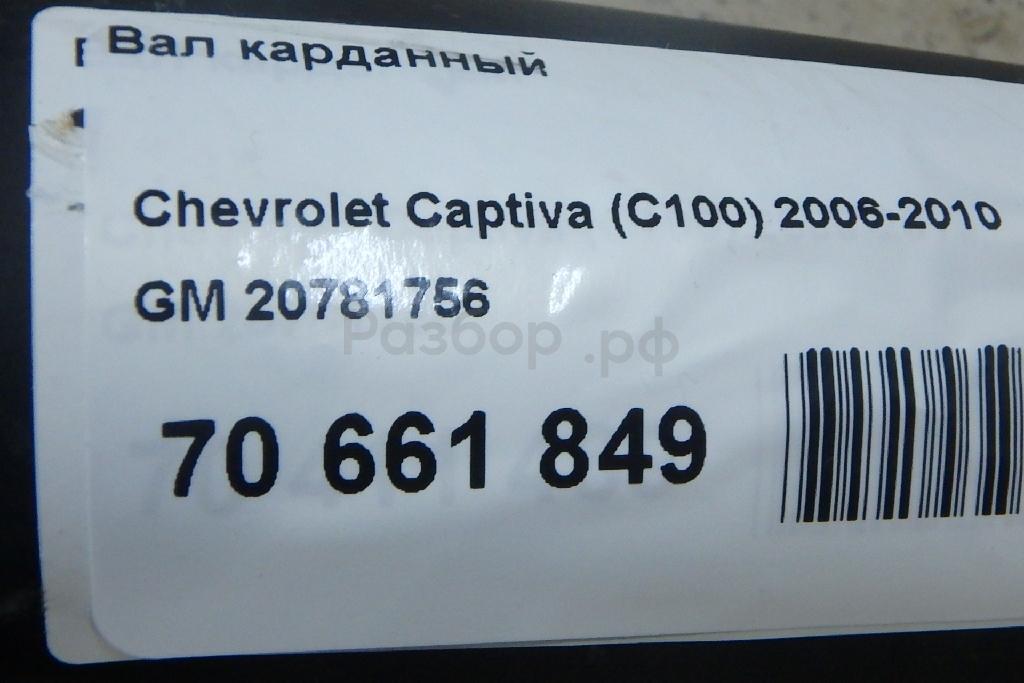 Вал карданный
Chevrolet Captiva (C100) 2006-2010
GM 20781756
Разбор.рф
70 661 849